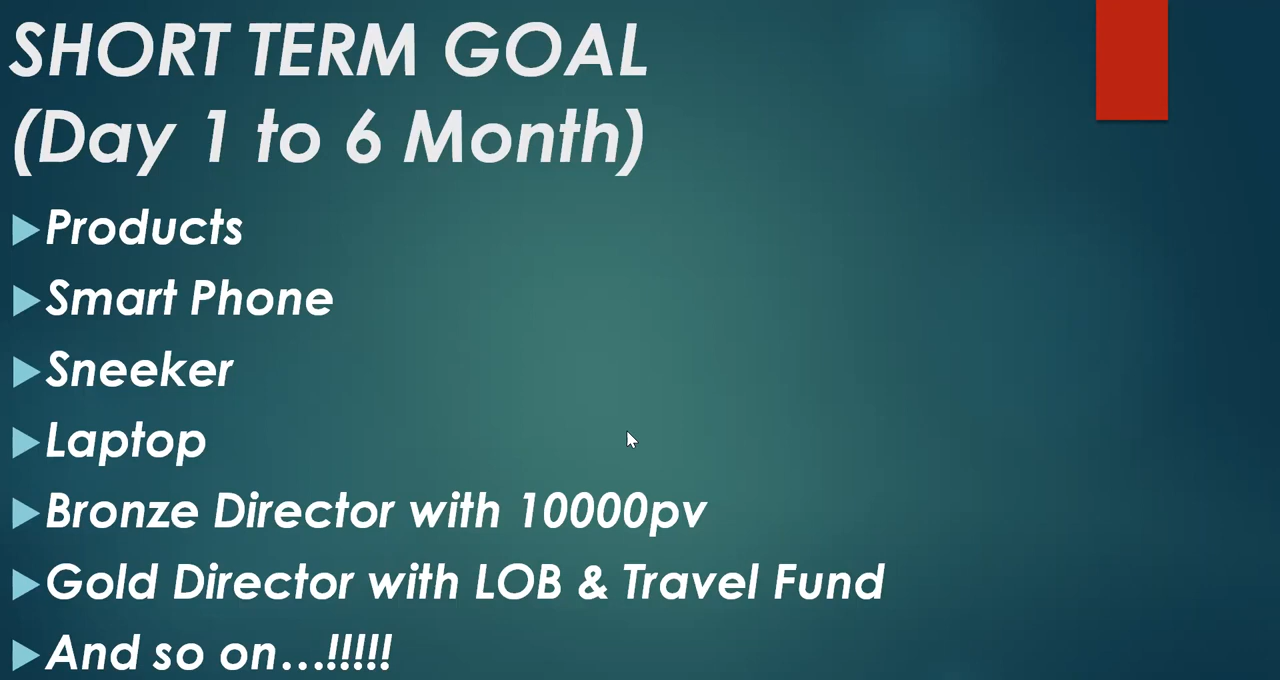 SHORT TERM GOAL
(Day 1 to 6 Month)
Products
Smart Phone
Sneeker
Laptop
Bronze Director with 10000pv
Gold Director with LOB & Travel Fund
And so on...!!!!!